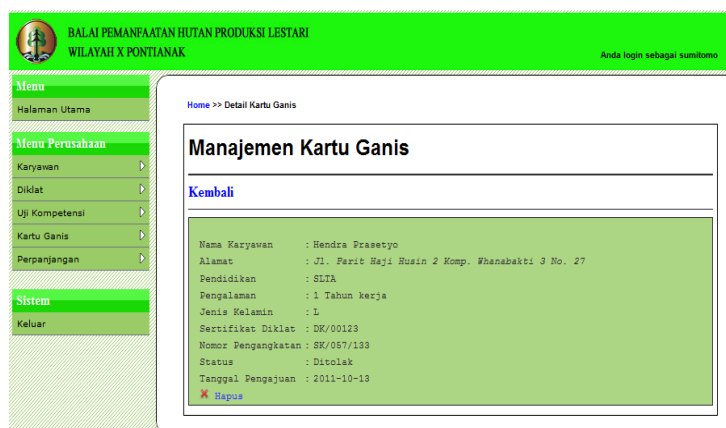 BALAI PEMANFAATAN HUTAN PRODUKSI LESTARI
WILAYAH X PONTIANAK
Anda login sebagai sumitomo
Menu
Halaman Utama
Menu Perusahaan
Karyawan
Diklat
Uji Kompetensi
Kartu Ganis
Perpanjangan
Sistem
Keluar
Home >> Detail Kartu Ganis
Manajemen Kartu Ganis
Kembali
Nama Karyawan : Hendra Prasetyo
Alamat : Jl. Parit Haji Husin 2 Komp. Whanabakti 3 No. 27
Pendidikan : SLTA
Pengalaman : 1 Tahun kerja
Jenis Kelamin : L
Sertifikat Diklat : DK/00123
Nomor Pengangkatan : SK/057/133
Status : Ditolak
Tanggal Pengajuan : 2011-10-13
Hapus